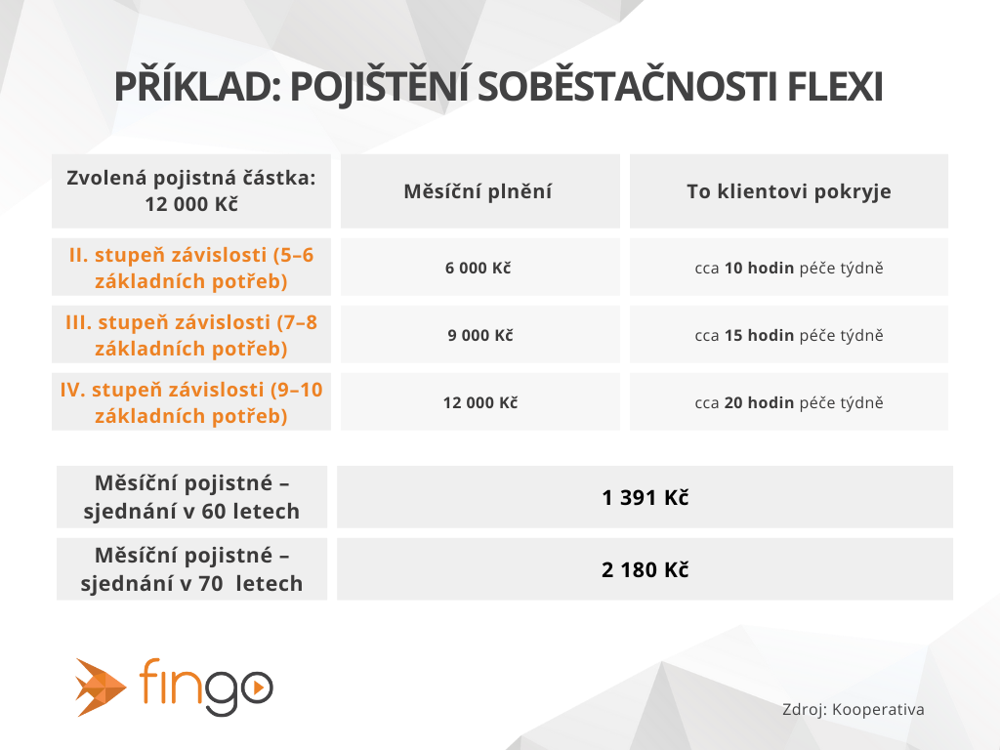 PŘÍKLAD: POJIŠTĚNÍ SOBĚSTAČNOSTI FLEXI
Zvolená pojistná částka:
12 000 Kč
Měsíční plnění
To klientovi pokryje
II. stupeň závislosti (5–6
základních potřeb)
6 000 Kč
cca 10 hodin péče týdně
III. stupeň závislosti (7–8
základních potřeb)
9 000 Kč
cca 15 hodin péče týdně
IV. stupeň závislosti (9–10
základních potřeb)
12 000 Kč
cca 20 hodin péče týdně
Měsíční pojistné –
sjednání v 60 letech
1 391 Kč
Měsíční pojistné –
sjednání v 70  letech
2 180 Kč
fingo
Zdroj: Kooperativa